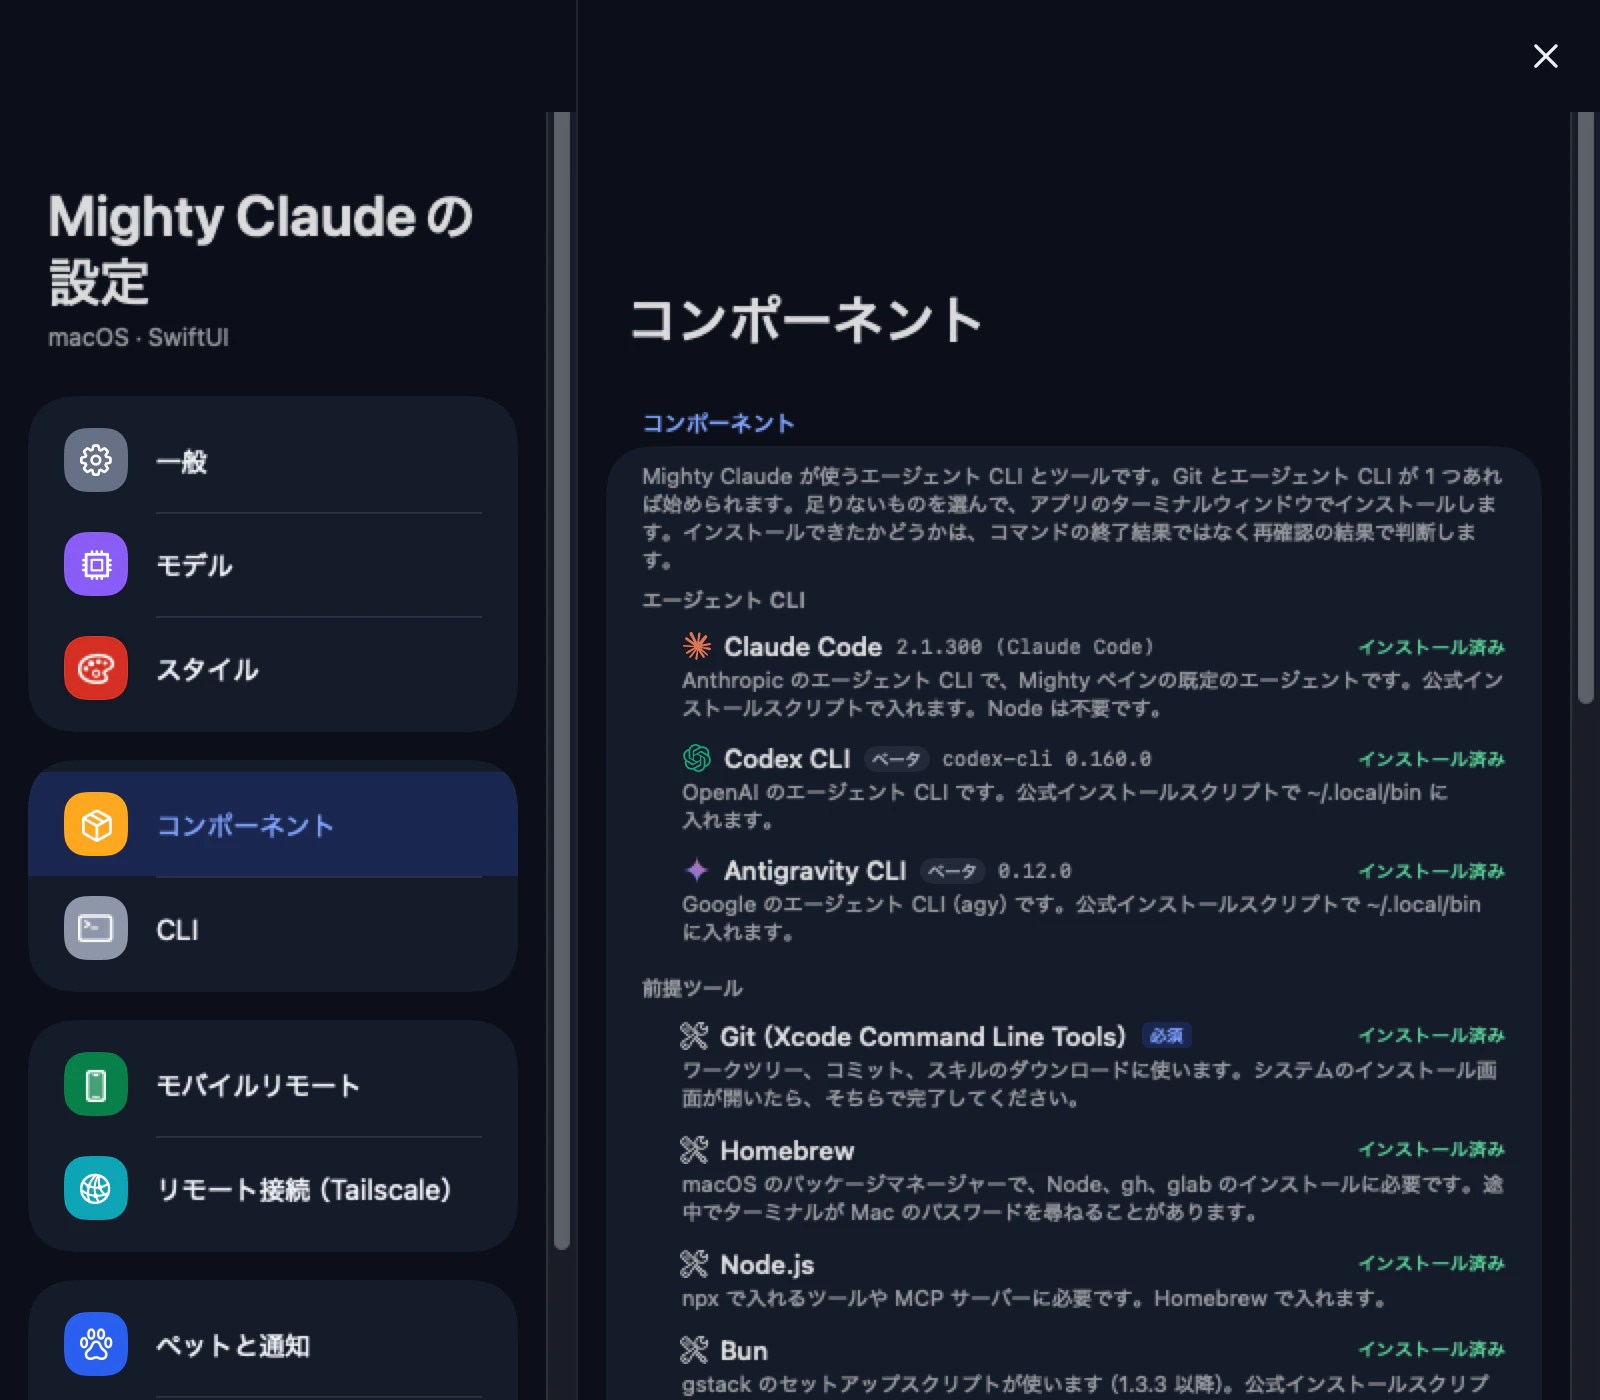 Mighty Claude の
設定
macOS · SwiftUI
一般
モデル
スタイル
コンポーネント
CLI
モバイルリモート
リモート接続 (Tailscale)
ペットと通知
コンポーネント
コンポーネント
Mighty Claude が使うエージェント CLI とツールです。Git とエージェント CLI が 1 つあれ
ば始められます。足りないものを選んで、アプリのターミナルウィンドウでインストールしま
す。インストールできたかどうかは、コマンドの終了結果ではなく再確認の結果で判断しま
す。
エージェント CLI
Claude Code 2.1.300 (Claude Code) インストール済み
Anthropic のエージェント CLI で、Mighty ペインの既定のエージェントです。公式イン
ストールスクリプトで入れます。Node は不要です。
Codex CLI ベータ codex-cli 0.160.0 インストール済み
OpenAI のエージェント CLI です。公式インストールスクリプトで ~/.local/bin に
入れます。
Antigravity CLI ベータ 0.12.0 インストール済み
Google のエージェント CLI (agy) です。公式インストールスクリプトで ~/.local/bin
に入れます。
前提ツール
Git (Xcode Command Line Tools) 必須 インストール済み
ワークツリー、コミット、スキルのダウンロードに使います。システムのインストール画
面が開いたら、そちらで完了してください。
Homebrew インストール済み
macOS のパッケージマネージャーで、Node、gh、glab のインストールに必要です。途
中でターミナルが Mac のパスワードを尋ねることがあります。
Node.js インストール済み
npx で入れるツールや MCP サーバーに必要です。Homebrew で入れます。
Bun インストール済み
gstack のセットアップスクリプトが使います (1.3.3 以降)。公式インストールスクリプ